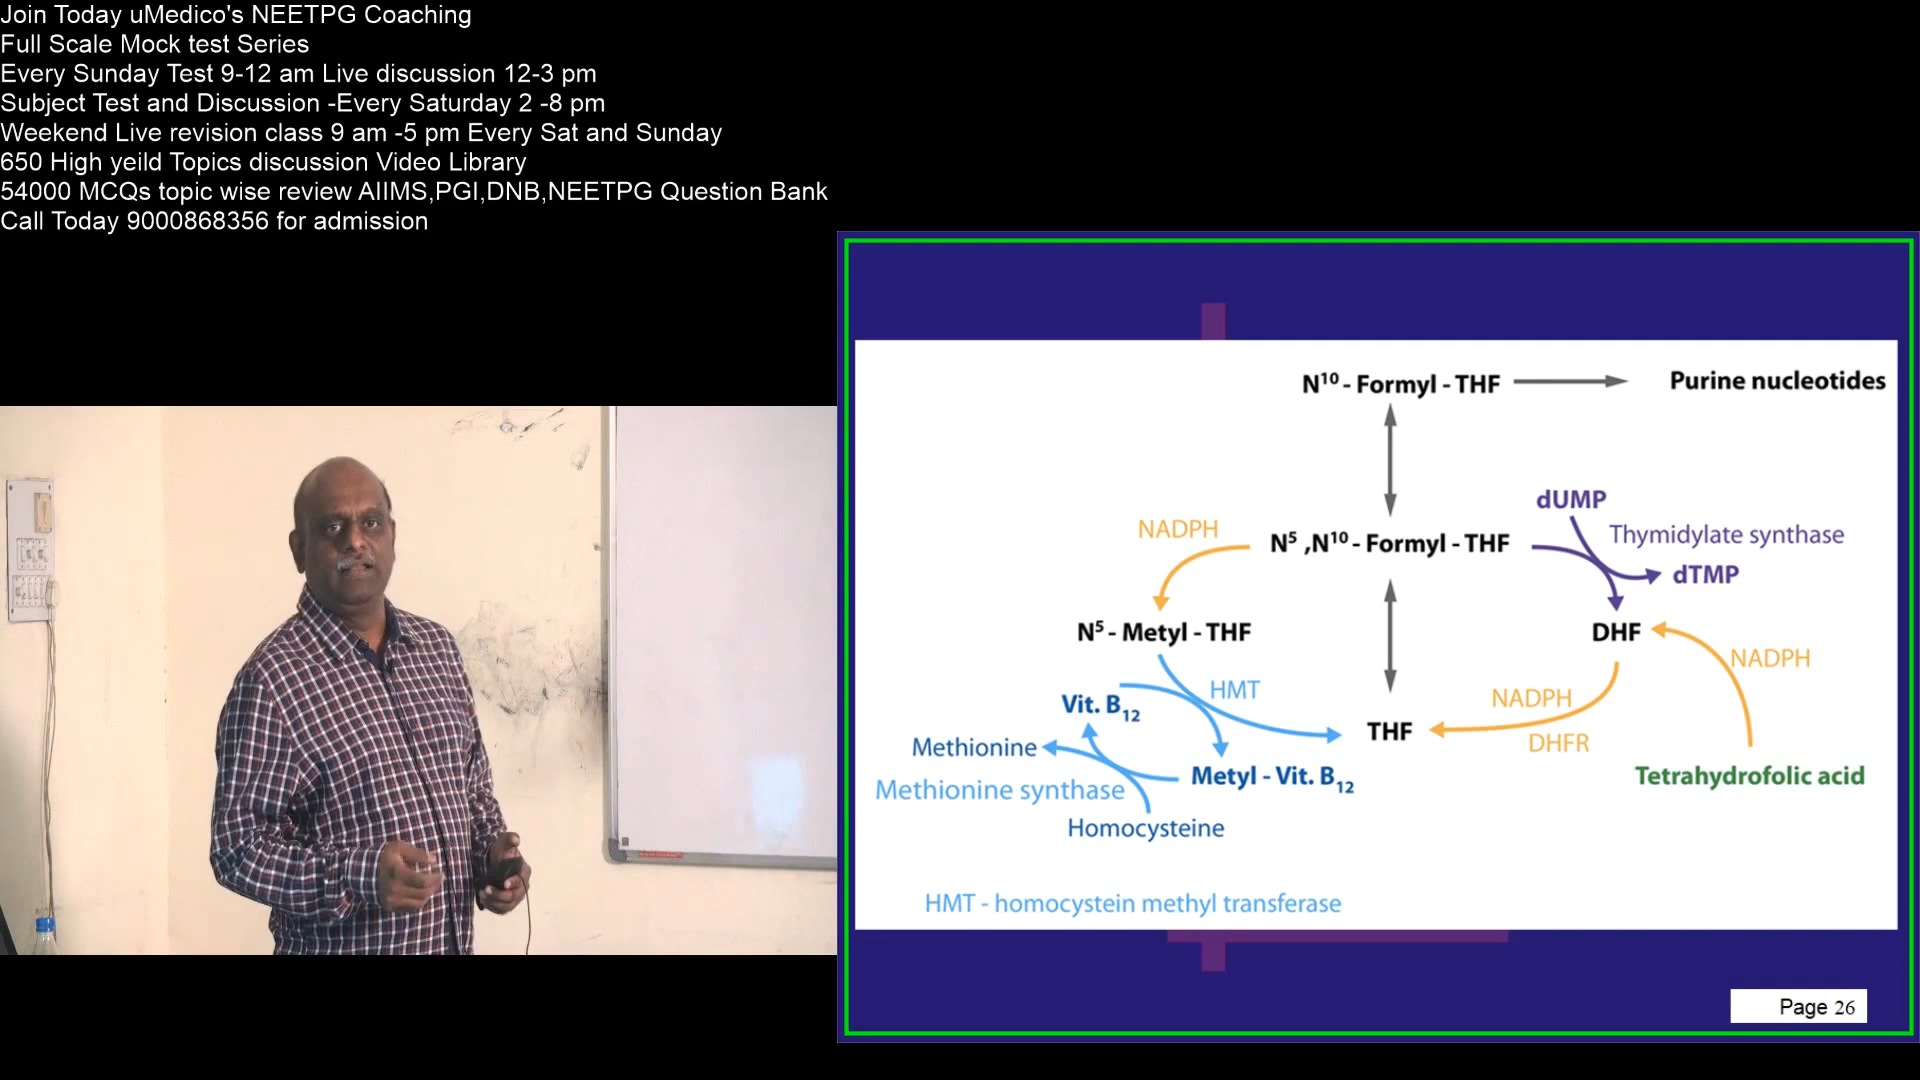 Join Today uMedico's NEETPG Coaching
Full Scale Mock test Series
Every Sunday Test 9-12 am Live discussion 12-3 pm
Subject Test and Discussion -Every Saturday 2 -8 pm
Weekend Live revision class 9 am -5 pm Every Sat and Sunday
650 High yeild Topics discussion Video Library
54000 MCQs topic wise review AIIMS,PGI,DNB,NEETPG Question Bank
Call Today 9000868356 for admission
N¹⁰ - Formyl - THF
Purine nucleotides
dUMP
NADPH
N⁵ ,N¹⁰ - Formyl - THF
Thymidylate synthase
dTMP
N⁵ - Metyl - THF
DHF
NADPH
HMT
NADPH
Vit. B₁₂
THF
DHFR
Methionine
Metyl - Vit. B₁₂
Tetrahydrofolic acid
Methionine synthase
Homocysteine
HMT - homocystein methyl transferase
Page 26